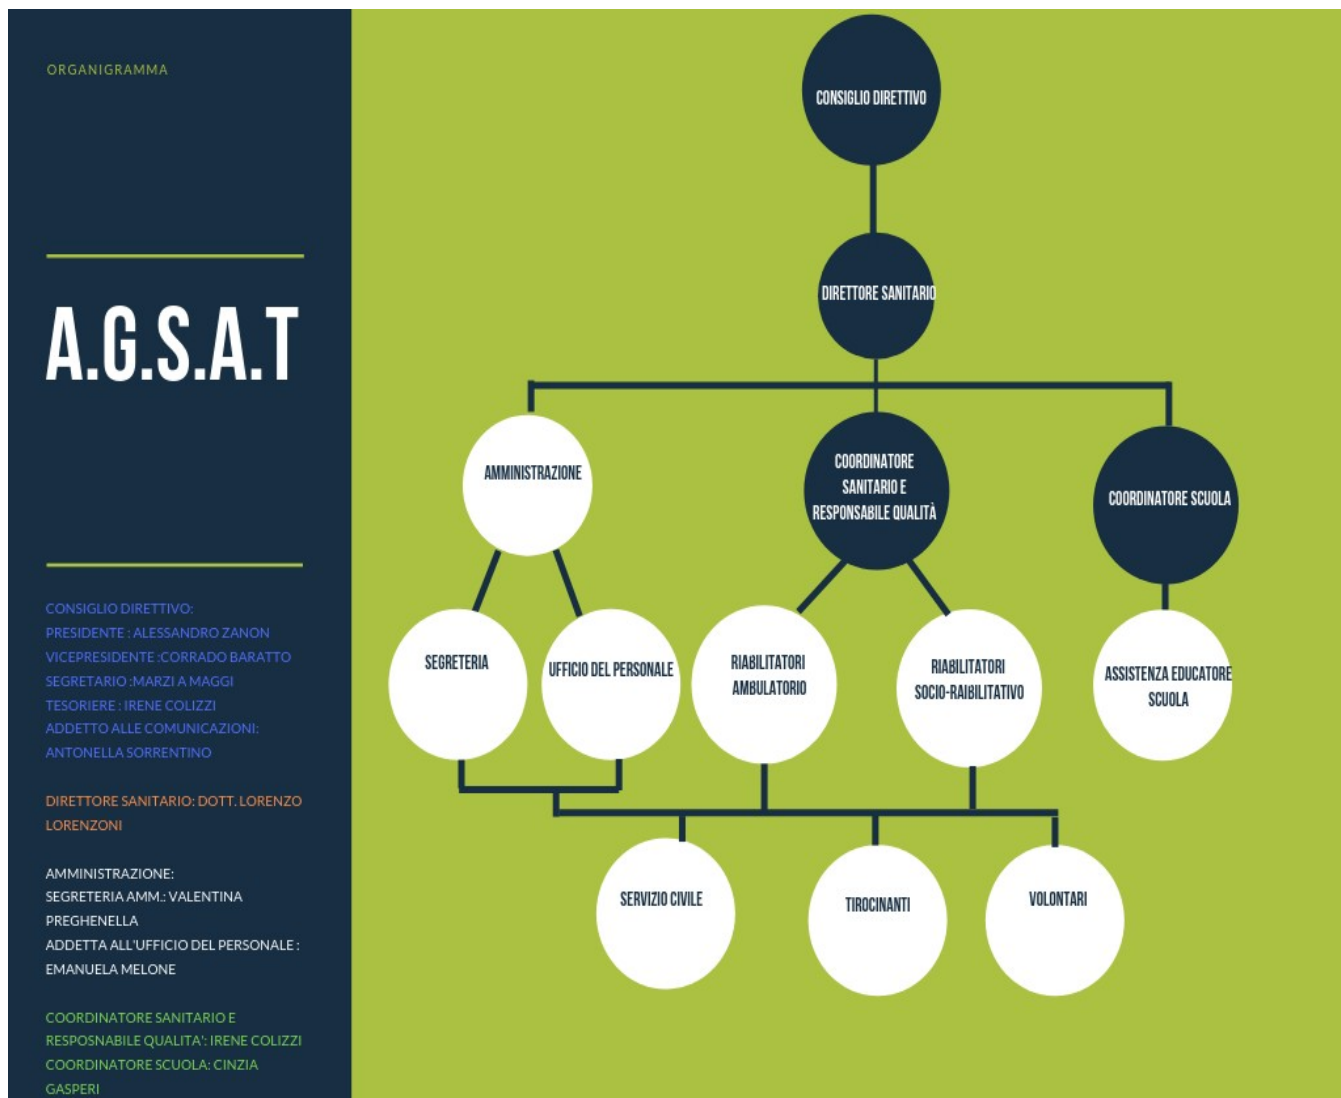 ORGANIGRAMMA
A.G.S.A.T
CONSIGLIO DIRETTIVO:
PRESIDENTE : ALESSANDRO ZANON
VICEPRESIDENTE :CORRADO BARATTO
SEGRETARIO :MARZI A MAGGI
TESORIERE : IRENE COLIZZI
ADDETTO ALLE COMUNICAZIONI:
ANTONELLA SORRENTINO
DIRETTORE SANITARIO: DOTT. LORENZO
LORENZONI
AMMINISTRAZIONE:
SEGRETERIA AMM.: VALENTINA
PREGHENELLA
ADDETTA ALL'UFFICIO DEL PERSONALE :
EMANUELA MELONE
COORDINATORE SANITARIO E
RESPOSNABILE QUALITA': IRENE COLIZZI
COORDINATORE SCUOLA: CINZIA
GASPERI
CONSIGLIO DIRETTIVO
DIRETTORE SANITARIO
AMMINISTRAZIONE
COORDINATORE
SANITARIO E
RESPONSABILE QUALITÀ
COORDINATORE SCUOLA
SEGRETERIA
UFFICIO DEL PERSONALE
RIABILITATORI
AMBULATORIO
RIABILITATORI
SOCIO-RAIBILITATIVO
ASSISTENZA EDUCATORE
SCUOLA
SERVIZIO CIVILE
TIROCINANTI
VOLONTARI